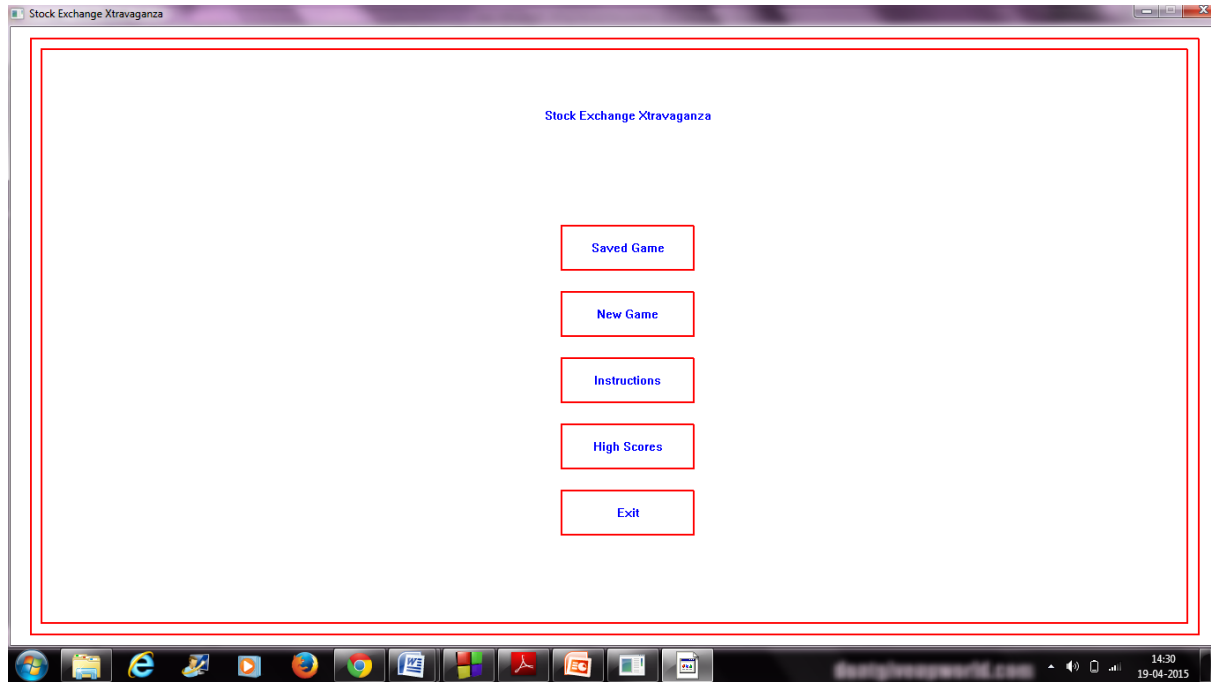 Stock Exchange Xtravaganza
Stock Exchange Xtravaganza
Saved Game
New Game
Instructions
High Scores
Exit
14:30
19-04-2015